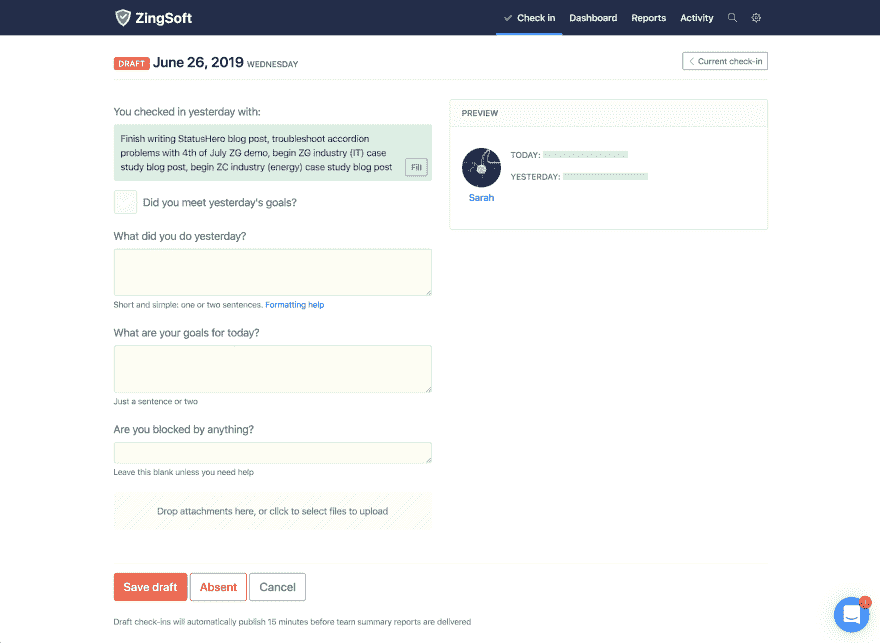 ZingSoft
Check in Dashboard Reports Activity
DRAFT June 26, 2019 WEDNESDAY
Current check-in
You checked in yesterday with:
Finish writing StatusHero blog post, troubleshoot accordion
problems with 4th of July ZG demo, begin ZG industry (IT) case
study blog post, begin ZC industry (energy) case study blog post
Fill
Did you meet yesterday's goals?
What did you do yesterday?
Short and simple: one or two sentences. Formatting help
What are your goals for today?
Just a sentence or two
Are you blocked by anything?
Leave this blank unless you need help
Drop attachments here, or click to select files to upload
Save draft Absent Cancel
Draft check-ins will automatically publish 15 minutes before team summary reports are delivered
PREVIEW
TODAY:
YESTERDAY:
Sarah